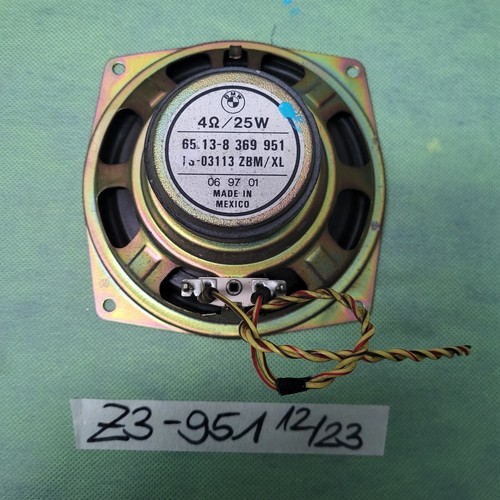 BMW
4Ω/25W
65.13-8 369 951
15-03113 ZBM/XL
06 97 01
MADE IN
MEXICO
Z3-951 12/23